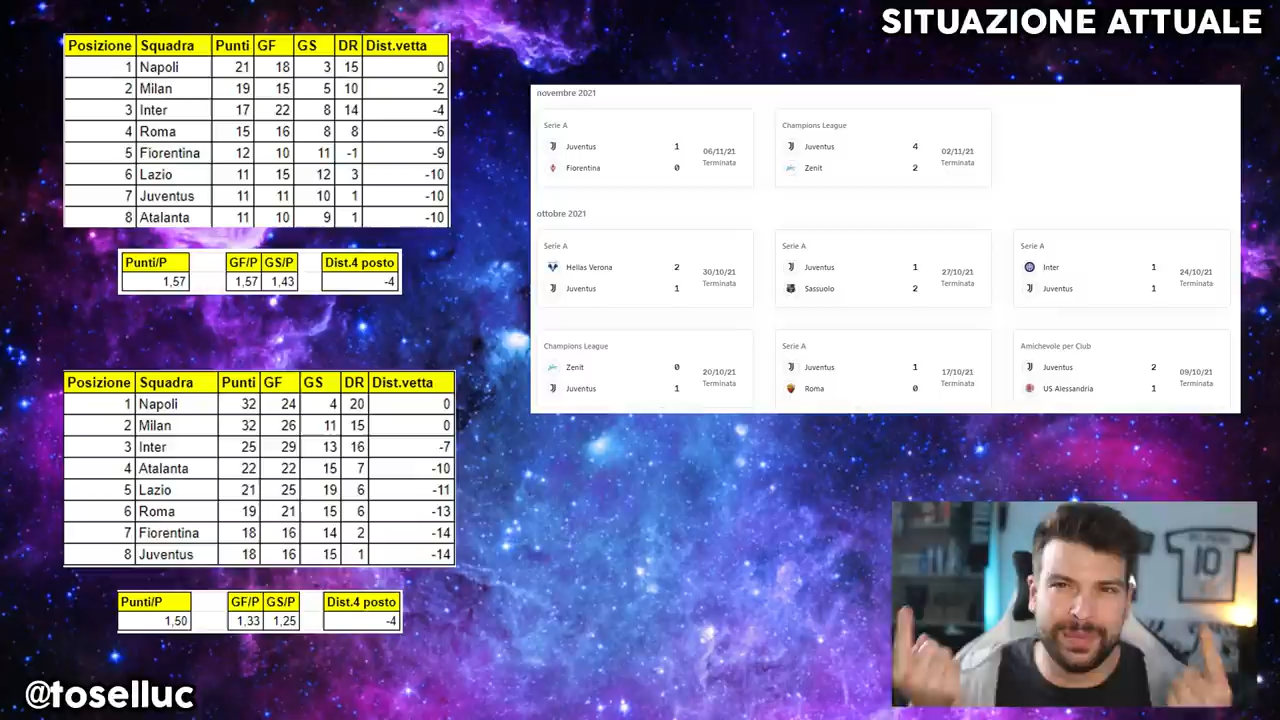 SITUAZIONE ATTUALE
Posizione Squadra Punti GF GS DR Dist.vetta
1 Napoli 21 18 3 15 0
2 Milan 19 15 5 10 -2
3 Inter 17 22 8 14 -4
4 Roma 15 16 8 8 -6
5 Fiorentina 12 10 11 -1 -9
6 Lazio 11 15 12 3 -10
7 Juventus 11 11 10 1 -10
8 Atalanta 11 10 9 1 -10
Punti/P GF/P GS/P Dist.4 posto
1,57 1,57 1,43 -4
Posizione Squadra Punti GF GS DR Dist.vetta
1 Napoli 32 24 4 20 0
2 Milan 32 26 11 15 0
3 Inter 25 29 13 16 -7
4 Atalanta 22 22 15 7 -10
5 Lazio 21 25 19 6 -11
6 Roma 19 21 15 6 -13
7 Fiorentina 18 16 14 2 -14
8 Juventus 18 16 15 1 -14
Punti/P GF/P GS/P Dist.4 posto
1,50 1,33 1,25 -4
novembre 2021
Serie A
Juventus 1
Fiorentina 0
06/11/21
Terminata
Champions League
Juventus 4
Zenit 2
02/11/21
Terminata
ottobre 2021
Serie A
Hellas Verona 2
Juventus 1
30/10/21
Terminata
Serie A
Juventus 1
Sassuolo 2
27/10/21
Terminata
Serie A
Inter 1
Juventus 1
24/10/21
Terminata
Champions League
Zenit 0
Juventus 1
20/10/21
Terminata
Serie A
Juventus 1
Roma 0
17/10/21
Terminata
Amichevole per Club
Juventus 2
US Alessandria 1
09/10/21
Terminata
10
@toselluc